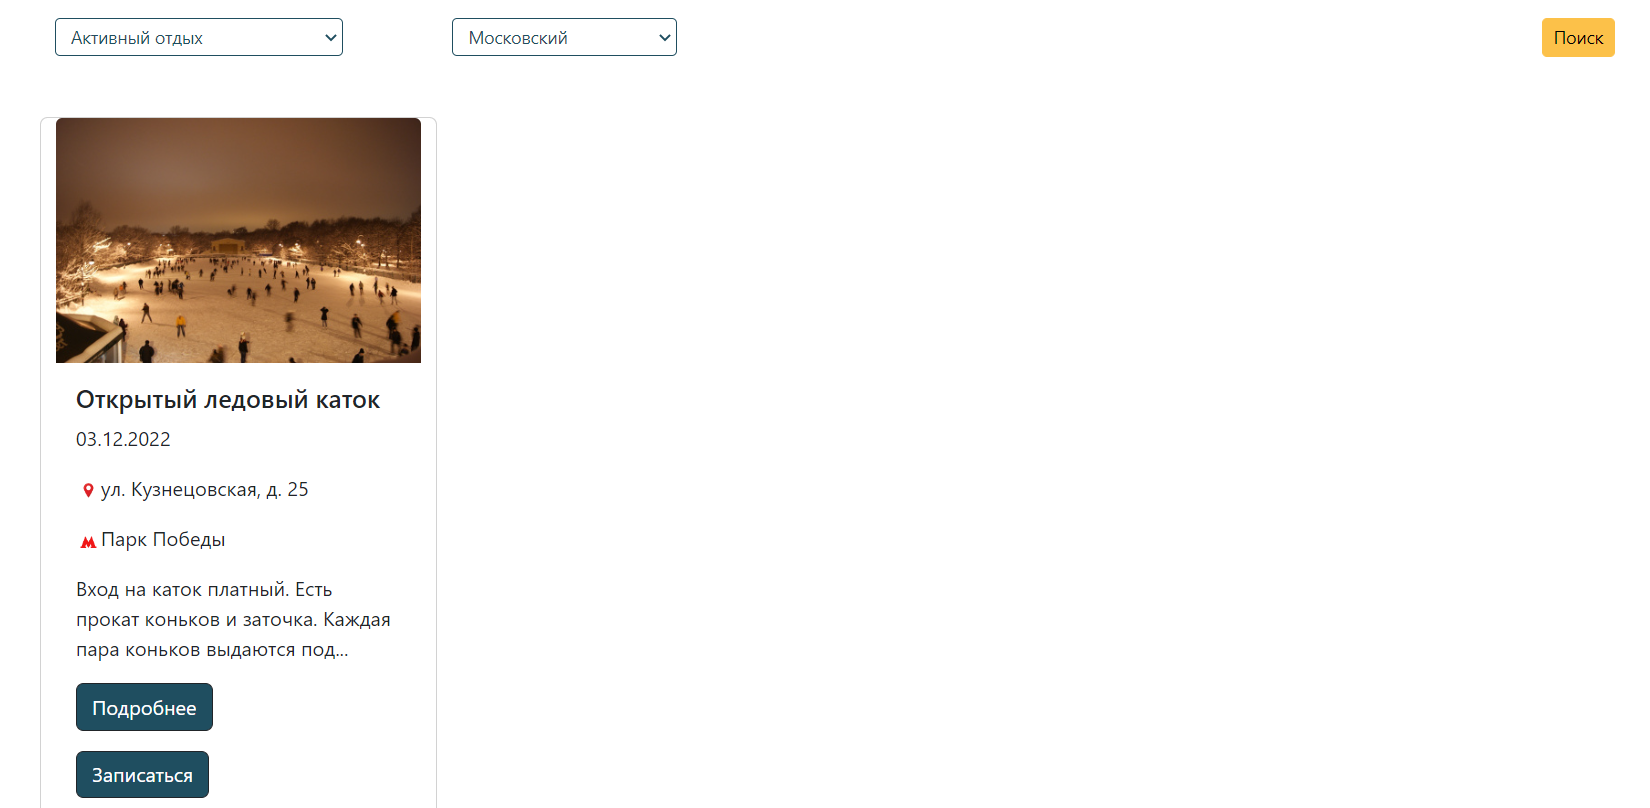 Активный отдых
Московский
Поиск
Открытый ледовый каток
03.12.2022
ул. Кузнецовская, д. 25
Парк Победы
Вход на каток платный. Есть
прокат коньков и заточка. Каждая
пара коньков выдаются под...
Подробнее
Записаться